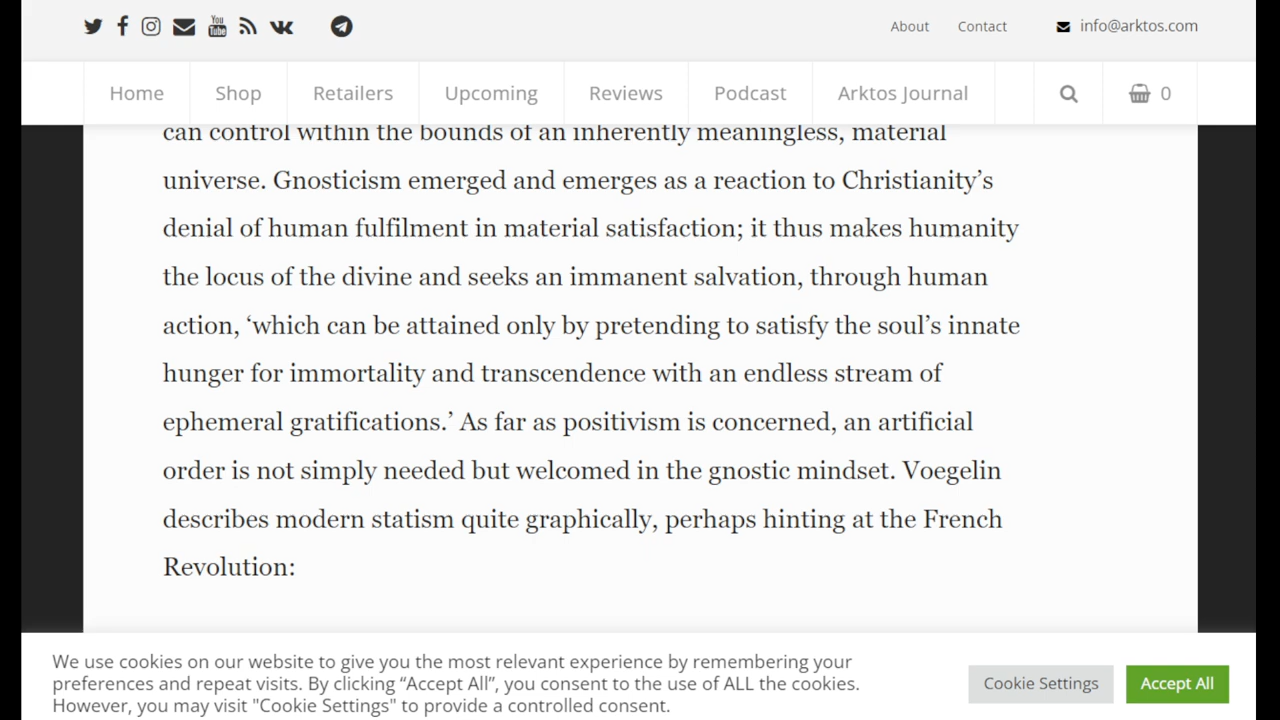 You Tube
About Contact info@arktos.com
Home Shop Retailers Upcoming Reviews Podcast Arktos Journal 0
can control within the bounds of an inherently meaningless, material
universe. Gnosticism emerged and emerges as a reaction to Christianity’s
denial of human fulfilment in material satisfaction; it thus makes humanity
the locus of the divine and seeks an immanent salvation, through human
action, ‘which can be attained only by pretending to satisfy the soul’s innate
hunger for immortality and transcendence with an endless stream of
ephemeral gratifications.’ As far as positivism is concerned, an artificial
order is not simply needed but welcomed in the gnostic mindset. Voegelin
describes modern statism quite graphically, perhaps hinting at the French
Revolution:
We use cookies on our website to give you the most relevant experience by remembering your
preferences and repeat visits. By clicking “Accept All”, you consent to the use of ALL the cookies.
However, you may visit "Cookie Settings" to provide a controlled consent.
Cookie Settings Accept All